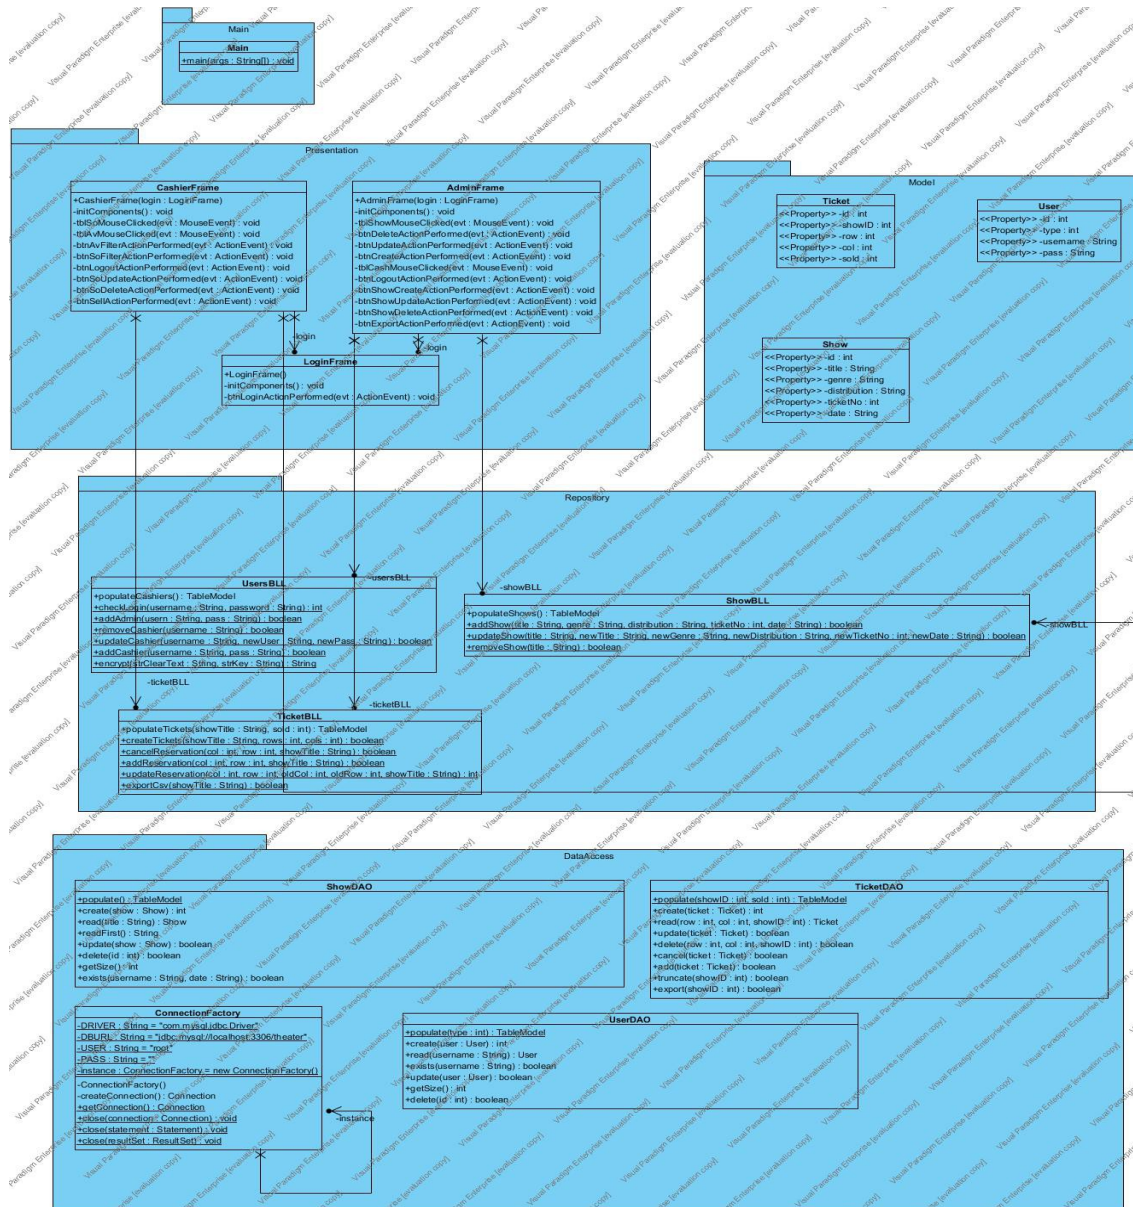 Main
Main
+main(args : String[]) : void
Presentation
CashierFrame
+CashierFrame(login : LoginFrame)
-initComponents() : void
-tblSoMouseClicked(evt : MouseEvent) : void
-tblAvMouseClicked(evt : MouseEvent) : void
-btnAvFilterActionPerformed(evt : ActionEvent) : void
-btnSoFilterActionPerformed(evt : ActionEvent) : void
-btnLogoutActionPerformed(evt : ActionEvent) : void
-btnSoUpdateActionPerformed(evt : ActionEvent) : void
-btnSoDeleteActionPerformed(evt : ActionEvent) : void
-btnSellActionPerformed(evt : ActionEvent) : void
AdminFrame
+AdminFrame(login : LoginFrame)
-initComponents() : void
-tblShowMouseClicked(evt : MouseEvent) : void
-btnDeleteActionPerformed(evt : ActionEvent) : void
-btnUpdateActionPerformed(evt : ActionEvent) : void
-btnCreateActionPerformed(evt : ActionEvent) : void
-tblCashMouseClicked(evt : MouseEvent) : void
-btnLogoutActionPerformed(evt : ActionEvent) : void
-btnShowCreateActionPerformed(evt : ActionEvent) : void
-btnShowUpdateActionPerformed(evt : ActionEvent) : void
-btnShowDeleteActionPerformed(evt : ActionEvent) : void
-btnExportActionPerformed(evt : ActionEvent) : void
-login
-login
LoginFrame
+LoginFrame()
-initComponents() : void
-btnLoginActionPerformed(evt : ActionEvent) : void
Model
Ticket
<<Property>> -id : int
<<Property>> -showID : int
<<Property>> -row : int
<<Property>> -col : int
<<Property>> -sold : int
User
<<Property>> -id : int
<<Property>> -type : int
<<Property>> -username : String
<<Property>> -pass : String
Show
<<Property>> -id : int
<<Property>> -title : String
<<Property>> -genre : String
<<Property>> -distribution : String
<<Property>> -ticketNo : int
<<Property>> -date : String
Repository
-usersBLL
UsersBLL
+populateCashiers() : TableModel
+checkLogin(username : String, password : String) : int
+addAdmin(usern : String, pass : String) : boolean
+removeCashier(username : String) : boolean
+updateCashier(username : String, newUser : String, newPass : String) : boolean
+addCashier(username : String, pass : String) : boolean
+encrypt(strClearText : String, strKey : String) : String
-showBLL
ShowBLL
+populateShows() : TableModel
+addShow(title : String, genre : String, distribution : String, ticketNo : int, date : String) : boolean
+updateShow(title : String, newTitle : String, newGenre : String, newDistribution : String, newTicketNo : int, newDate : String) : boolean
+removeShow(title : String) : boolean
-showBLL
-ticketBLL
-ticketBLL
TicketBLL
+populateTickets(showTitle : String, sold : int) : TableModel
+createTickets(showTitle : String, rows : int, cols : int) : boolean
+cancelReservation(col : int, row : int, showTitle : String) : boolean
+addReservation(col : int, row : int, showTitle : String) : boolean
+updateReservation(col : int, row : int, oldCol : int, oldRow : int, showTitle : String) : int
+exportCsv(showTitle : String) : boolean
DataAccess
ShowDAO
+populate() : TableModel
+create(show : Show) : int
+read(title : String) : Show
+readFirst() : String
+update(show : Show) : boolean
+delete(id : int) : boolean
+getSize() : int
+exists(username : String, date : String) : boolean
TicketDAO
+populate(showID : int, sold : int) : TableModel
+create(ticket : Ticket) : int
+read(row : int, col : int, showID : int) : Ticket
+update(ticket : Ticket) : boolean
+delete(row : int, col : int, showID : int) : boolean
+cancel(ticket : Ticket) : boolean
+add(ticket : Ticket) : boolean
+truncate(showID : int) : boolean
+export(showID : int) : boolean
ConnectionFactory
-DRIVER : String = "com.mysql.jdbc.Driver"
-DBURL : String = "jdbc:mysql://localhost:3306/theater"
-USER : String = "root"
-PASS : String = ""
-instance : ConnectionFactory = new ConnectionFactory()
-ConnectionFactory()
-createConnection() : Connection
+getConnection() : Connection
+close(connection : Connection) : void
+close(statement : Statement) : void
+close(resultSet : ResultSet) : void
-instance
UserDAO
+populate(type : int) : TableModel
+create(user : User) : int
+read(username : String) : User
+exists(username : String) : boolean
+update(user : User) : boolean
+getSize() : int
+delete(id : int) : boolean
Visual Paradigm Enterprise [evaluation copy]